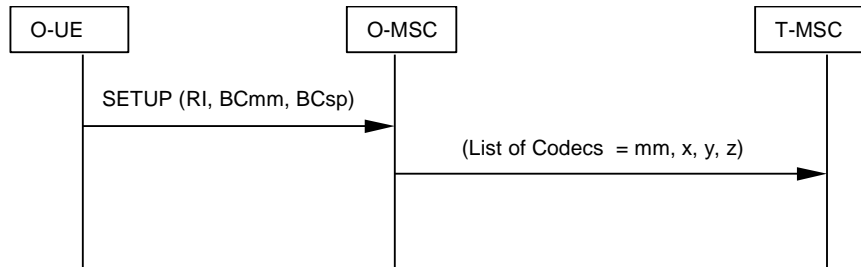 O-UE
O-MSC
T-MSC
SETUP (RI, BCmm, BCsp)
(List of Codecs = mm, x, y, z)